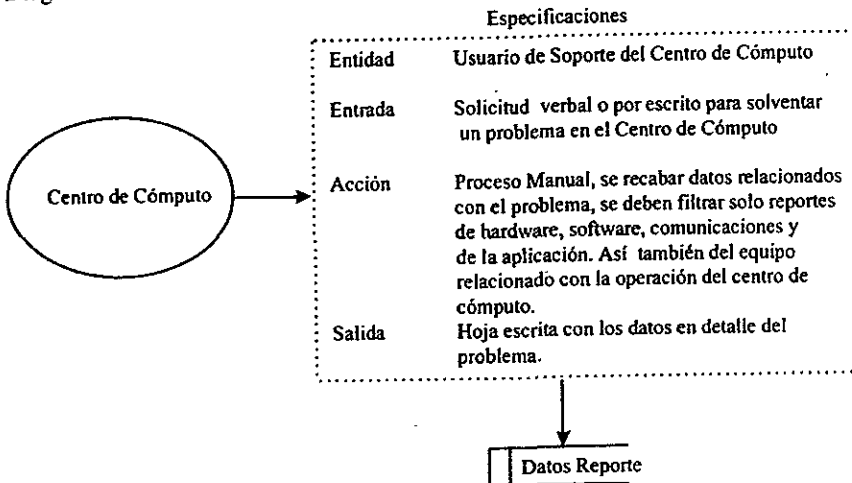 Especificaciones
Entidad Usuario de Soporte del Centro de Cómputo
Entrada Solicitud verbal o por escrito para solventar
un problema en el Centro de Cómputo
Centro de Cómputo
Acción Proceso Manual, se recabar datos relacionados
con el problema, se deben filtrar solo reportes
de hardware, software, comunicaciones y
de la aplicación. Así también del equipo
relacionado con la operación del centro de
cómputo.
Salida Hoja escrita con los datos en detalle del
problema.
Datos Reporte